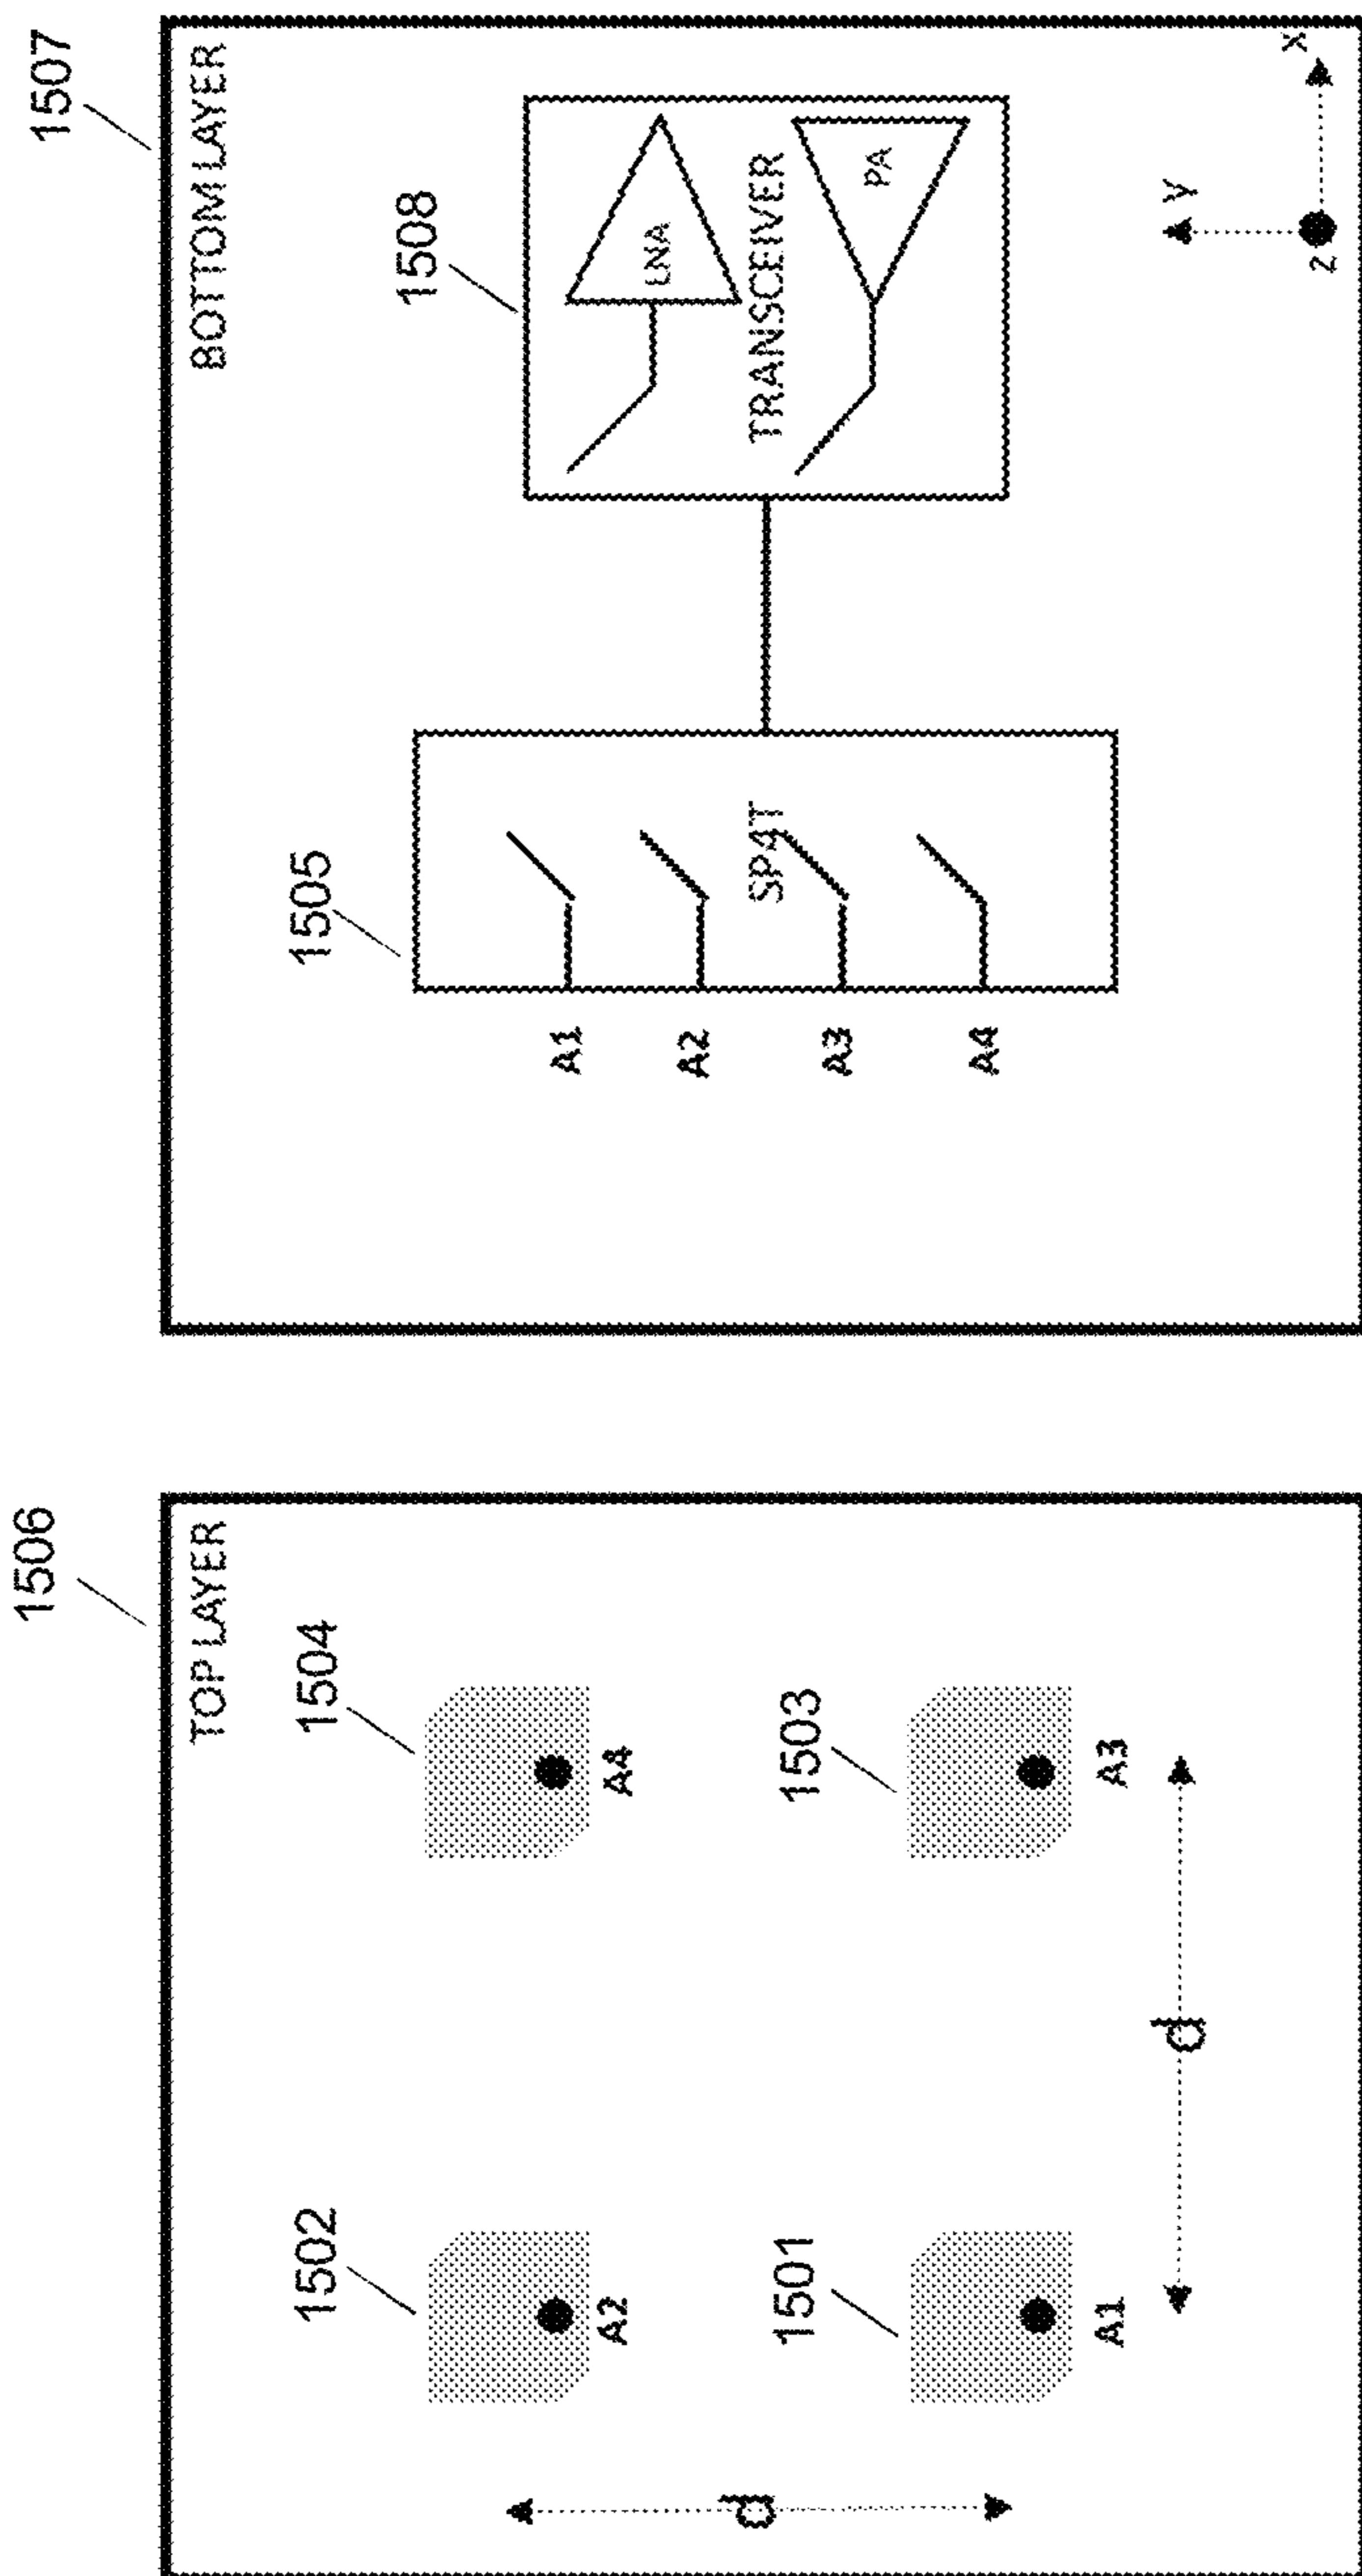 1506
TOP LAYER
1502
A2
1504
A4
1501
A1
1503
A3
d
d
1507
BOTTOM LAYER
1505
A1
A2
A3
A4
SP4T
1508
LNA
TRANSCEIVER
PA
y
z
x